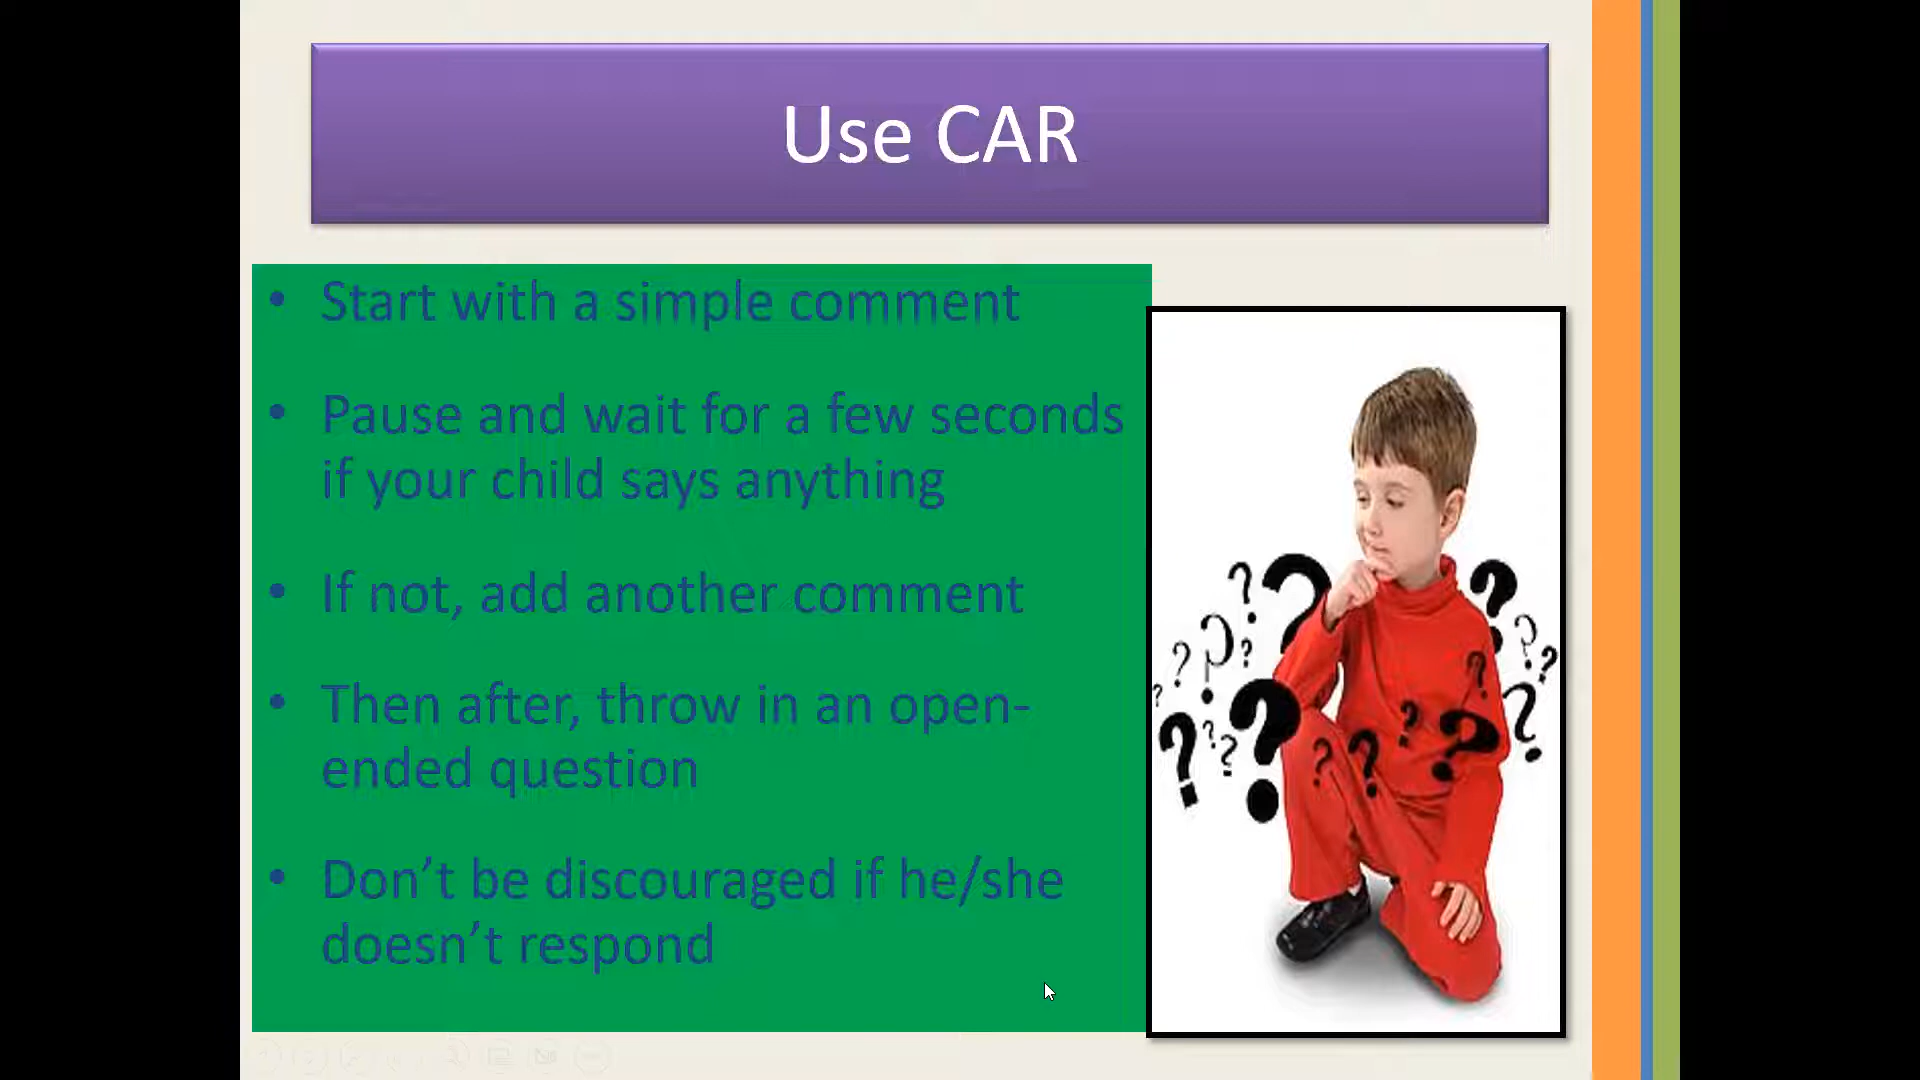 Use CAR
• Start with a simple comment
• Pause and wait for a few seconds
if your child says anything
• If not, add another comment
• Then after, throw in an open-
ended question
• Don’t be discouraged if he/she
doesn’t respond